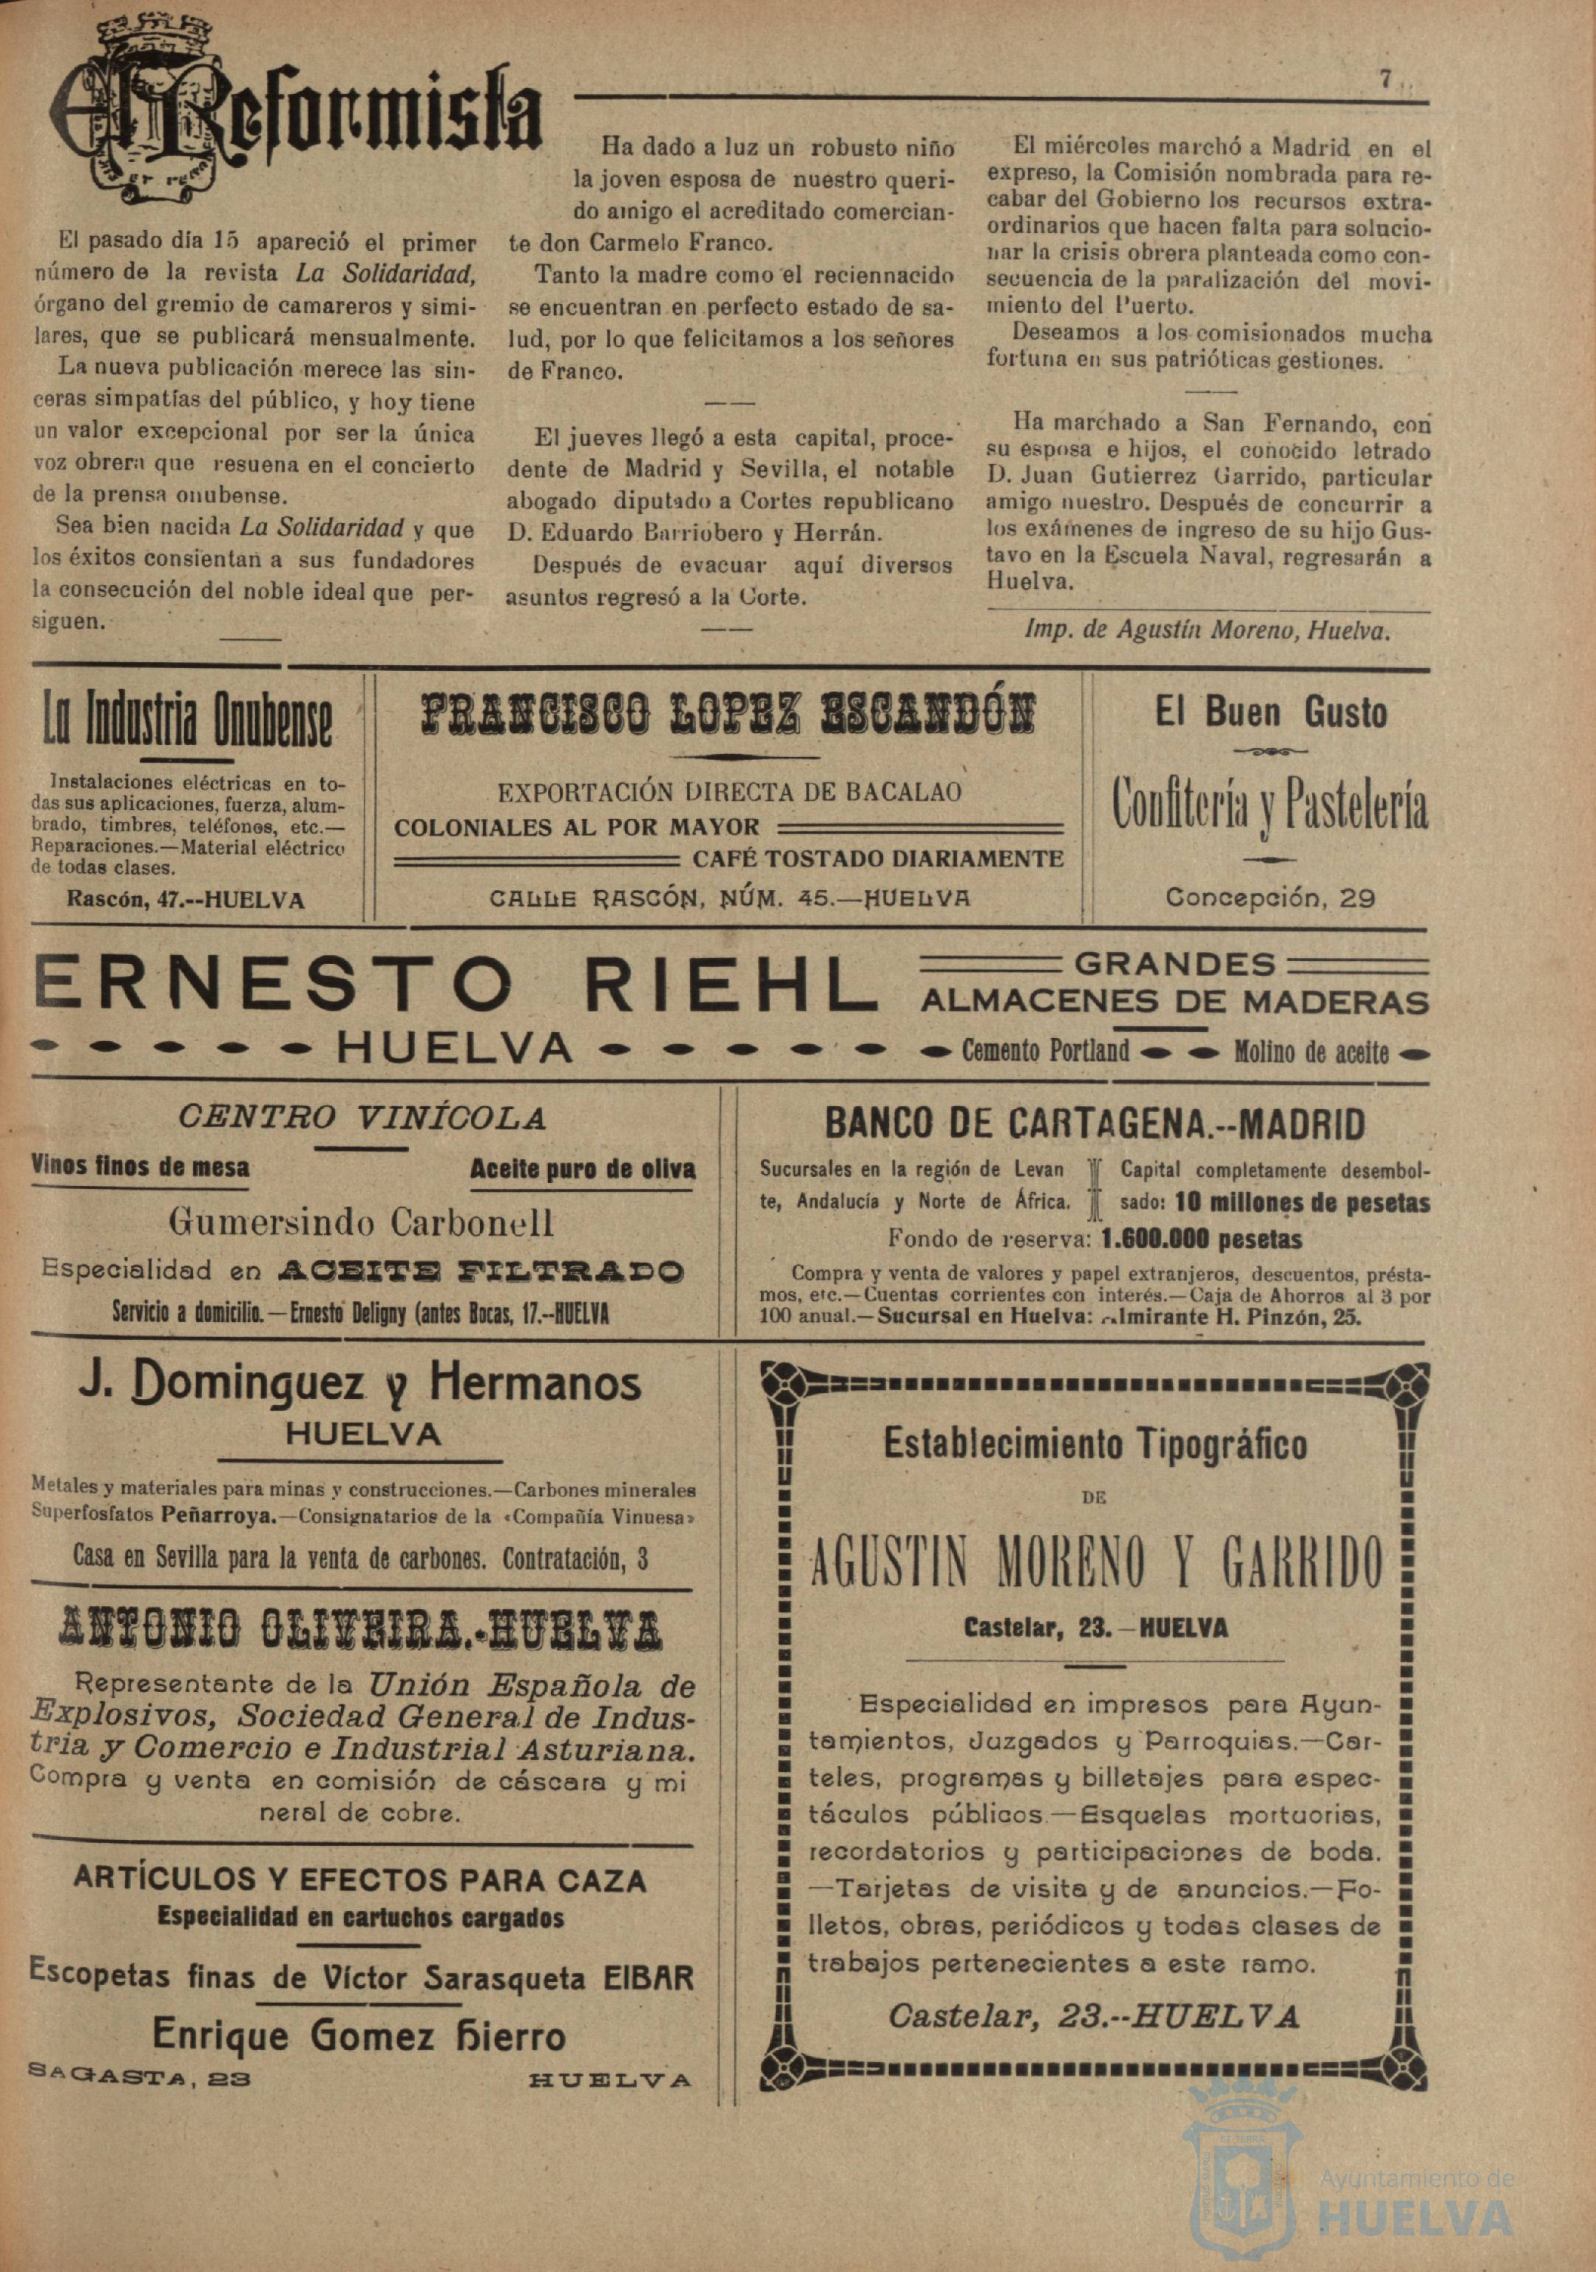 El Reformista
7
El pasado día 15 apareció el primer
número de la revista La Solidaridad,
órgano del gremio de camareros y simi-
lares, que se publicará mensualmente.
La nueva publicación merece las sin-
ceras simpatías del público, y hoy tiene
un valor excepcional por ser la única
voz obrera que resuena en el concierto
de la prensa onubense.
Sea bien nacida La Solidaridad y que
los éxitos consientan a sus fundadores
la consecución del noble ideal que per-
siguen.
Ha dado a luz un robusto niño
la joven esposa de nuestro queri-
do amigo el acreditado comercian-
te don Carmelo Franco.
Tanto la madre como el reciennacido
se encuentran en perfecto estado de sa-
lud, por lo que felicitamos a los señores
de Franco.
El jueves llegó a esta capital, proce-
dente de Madrid y Sevilla, el notable
abogado diputado a Cortes republicano
D. Eduardo Barriobero y Herrán.
Después de evacuar aquí diversos
asuntos regresó a la Corte.
El miércoles marchó a Madrid en el
expreso, la Comisión nombrada para re-
cabar del Gobierno los recursos extra-
ordinarios que hacen falta para solucio-
nar la crisis obrera planteada como con-
secuencia de la paralización del movi-
miento del Puerto.
Deseamos a los comisionados mucha
fortuna en sus patrióticas gestiones.
Ha marchado a San Fernando, con
su esposa e hijos, el conocido letrado
D. Juan Gutierrez Garrido, particular
amigo nuestro. Después de concurrir a
los exámenes de ingreso de su hijo Gus-
tavo en la Escuela Naval, regresarán a
Huelva.
Imp. de Agustín Moreno, Huelva.
La Industria Onubense
Instalaciones eléctricas en to-
das sus aplicaciones, fuerza, alum-
brado, timbres, teléfonos, etc.—
Reparaciones.—Material eléctrico
de todas clases.
Rascón, 47.--HUELVA
FRANCISCO LOPEZ ESCANDÓN
EXPORTACIÓN DIRECTA DE BACALAO
COLONIALES AL POR MAYOR
CAFÉ TOSTADO DIARIAMENTE
CALLE RASCÓN, NÚM. 45.—HUELVA
El Buen Gusto
Confitería y Pastelería
Concepción, 29
ERNESTO RIEHL
HUELVA
GRANDES
ALMACENES DE MADERAS
Cemento Portland
Molino de aceite
CENTRO VINÍCOLA
Vinos finos de mesa Aceite puro de oliva
Gumersindo Carbonell
Especialidad en ACEITE FILTRADO
Servicio a domicilio.—Ernesto Deligny (antes Bocas, 17.--HUELVA
BANCO DE CARTAGENA.--MADRID
Sucursales en la región de Levan
te, Andalucía y Norte de África.
Capital completamente desembol-
sado: 10 millones de pesetas
Fondo de reserva: 1.600.000 pesetas
Compra y venta de valores y papel extranjeros, descuentos, présta-
mos, etc.—Cuentas corrientes con interés.—Caja de Ahorros al 3 por
100 anual.—Sucursal en Huelva: Almirante H. Pinzón, 25.
J. Dominguez y Hermanos
HUELVA
Metales y materiales para minas y construcciones.—Carbones minerales
Superfosfatos Peñarroya.—Consignatarios de la «Compañía Vinuesa»
Casa en Sevilla para la venta de carbones. Contratación, 3
ANTONIO OLIVEIRA.-HUELVA
Representante de la Unión Española de
Explosivos, Sociedad General de Indus-
tria y Comercio e Industrial Asturiana.
Compra y venta en comisión de cáscara y mi
neral de cobre.
ARTÍCULOS Y EFECTOS PARA CAZA
Especialidad en cartuchos cargados
Escopetas finas de Víctor Sarasqueta EIBAR
Enrique Gomez Hierro
SAGASTA, 23 HUELVA
Establecimiento Tipográfico
DE
AGUSTIN MORENO Y GARRIDO
Castelar, 23.—HUELVA
Especialidad en impresos para Ayun-
tamientos, Juzgados y Parroquias.—Car-
teles, programas y billetajes para espec-
táculos públicos.—Esquelas mortuorias,
recordatorios y participaciones de boda.
—Tarjetas de visita y de anuncios.—Fo-
lletos, obras, periódicos y todas clases de
trabajos pertenecientes a este ramo.
Castelar, 23.--HUELVA
Ayuntamiento de
HUELVA